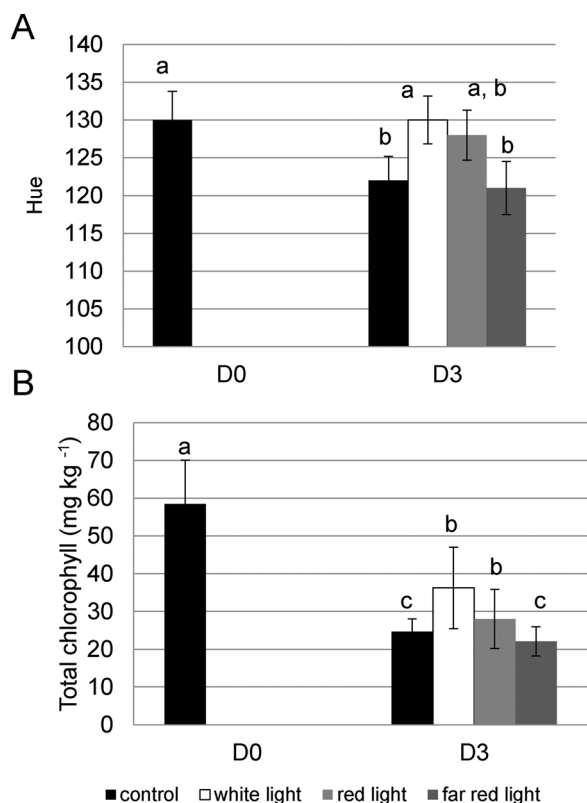 A
140
135
130
125
120
115
110
105
100
Hue
a
b
a
a, b
b
D0
D3
B
80
70
60
50
40
30
20
10
0
Total chlorophyll (mg kg ⁻¹)
a
c
b
b
c
D0
D3
control white light red light far red light